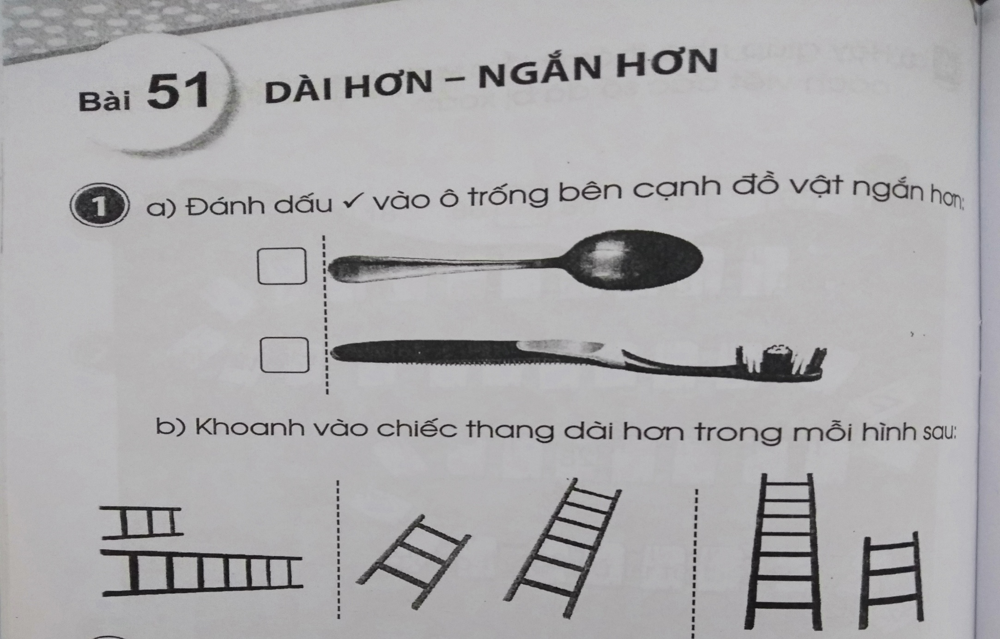 Bài 51 DÀI HƠN – NGẮN HƠN
1 a) Đánh dấu ✓ vào ô trống bên cạnh đồ vật ngắn hơn:
b) Khoanh vào chiếc thang dài hơn trong mỗi hình sau: